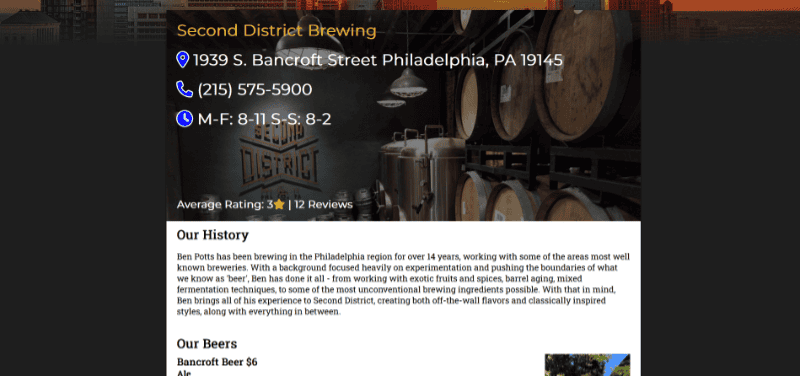 Second District Brewing
1939 S. Bancroft Street Philadelphia, PA 19145
(215) 575-5900
M-F: 8-11 S-S: 8-2
SECOND
DISTRICT
Average Rating: 3 | 12 Reviews
Our History
Ben Potts has been brewing in the Philadelphia region for over 14 years, working with some of the areas most well
known breweries. With a background focused heavily on experimentation and pushing the boundaries of what
we know as 'beer', Ben has done it all - from working with exotic fruits and spices, barrel aging, mixed
fermentation techniques, to some of the most unconventional brewing ingredients possible. With that in mind,
Ben brings all of his experience to Second District, creating both off-the-wall flavors and classically inspired
styles, along with everything in between.
Our Beers
Bancroft Beer $6
Ale